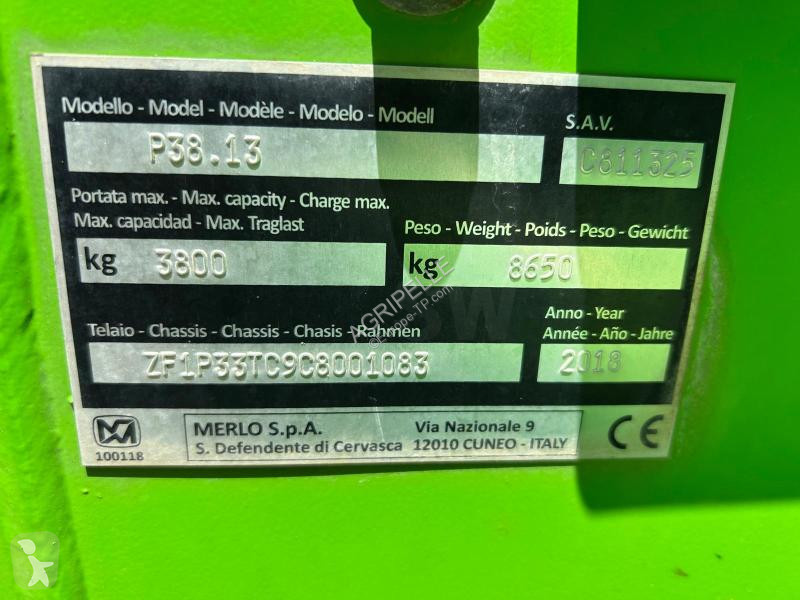 Modello - Model - Modèle - Modelo - Modell
S.A.V.
P38.13
C811325
Portata max. - Max. capacity - Charge max.
Max. capacidad - Max. Traglast
Peso - Weight - Poids - Peso - Gewicht
kg 3800
kg 8650
Anno - Year
Telaio - Chassis - Chassis - Chasis - Rahmen
Année - Año - Jahre
ZF1P33TC9C8001083
2018
MERLO S.p.A.
Via Nazionale 9
S. Defendente di Cervasca
12010 CUNEO - ITALY
CE
100118